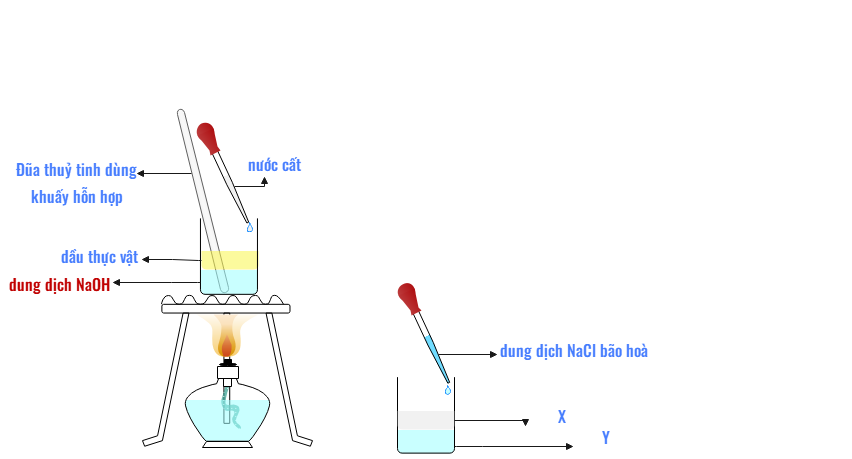 nước cất
Đũa thuỷ tinh dùng
khuấy hỗn hợp
dầu thực vật
dung dịch NaOH
dung dịch NaCl bão hoà
X
Y